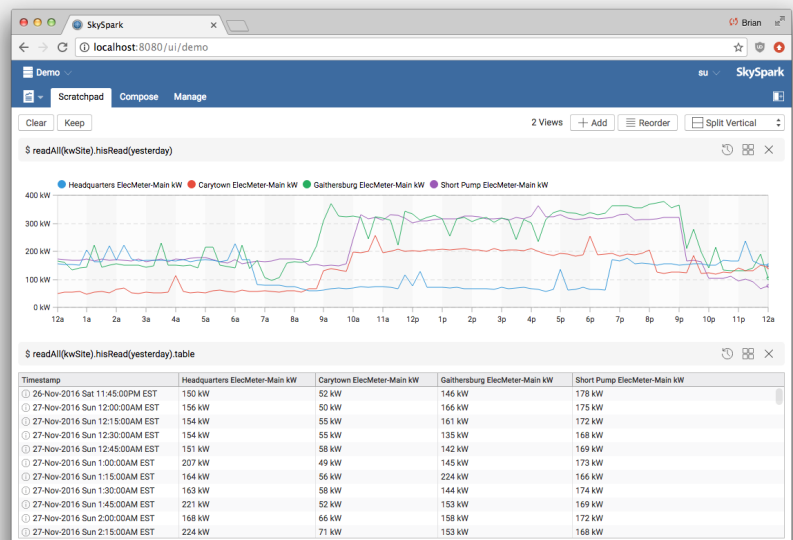 SkySpark
Brian
localhost:8080/ui/demo
Demo
su
SkySpark
Scratchpad Compose Manage
Clear Keep 2 Views Add Reorder Split Vertical
$ readAll(kwSite).hisRead(yesterday)
Headquarters ElecMeter-Main kW Carytown ElecMeter-Main kW Gaithersburg ElecMeter-Main kW Short Pump ElecMeter-Main kW
400 kW
300 kW
200 kW
100 kW
0 kW
12a 1a 2a 3a 4a 5a 6a 7a 8a 9a 10a 11a 12p 1p 2p 3p 4p 5p 6p 7p 8p 9p 10p 11p 12a
$ readAll(kwSite).hisRead(yesterday).table
Timestamp Headquarters ElecMeter-Main kW Carytown ElecMeter-Main kW Gaithersburg ElecMeter-Main kW Short Pump ElecMeter-Main kW
26-Nov-2016 Sat 11:45:00PM EST 150 kW 52 kW 146 kW 178 kW
27-Nov-2016 Sun 12:00:00AM EST 156 kW 50 kW 166 kW 175 kW
27-Nov-2016 Sun 12:15:00AM EST 154 kW 55 kW 161 kW 172 kW
27-Nov-2016 Sun 12:30:00AM EST 154 kW 55 kW 135 kW 168 kW
27-Nov-2016 Sun 12:45:00AM EST 151 kW 58 kW 142 kW 169 kW
27-Nov-2016 Sun 1:00:00AM EST 207 kW 49 kW 145 kW 173 kW
27-Nov-2016 Sun 1:15:00AM EST 164 kW 56 kW 224 kW 166 kW
27-Nov-2016 Sun 1:30:00AM EST 163 kW 58 kW 144 kW 174 kW
27-Nov-2016 Sun 1:45:00AM EST 221 kW 52 kW 153 kW 169 kW
27-Nov-2016 Sun 2:00:00AM EST 168 kW 66 kW 158 kW 172 kW
27-Nov-2016 Sun 2:15:00AM EST 224 kW 71 kW 153 kW 168 kW